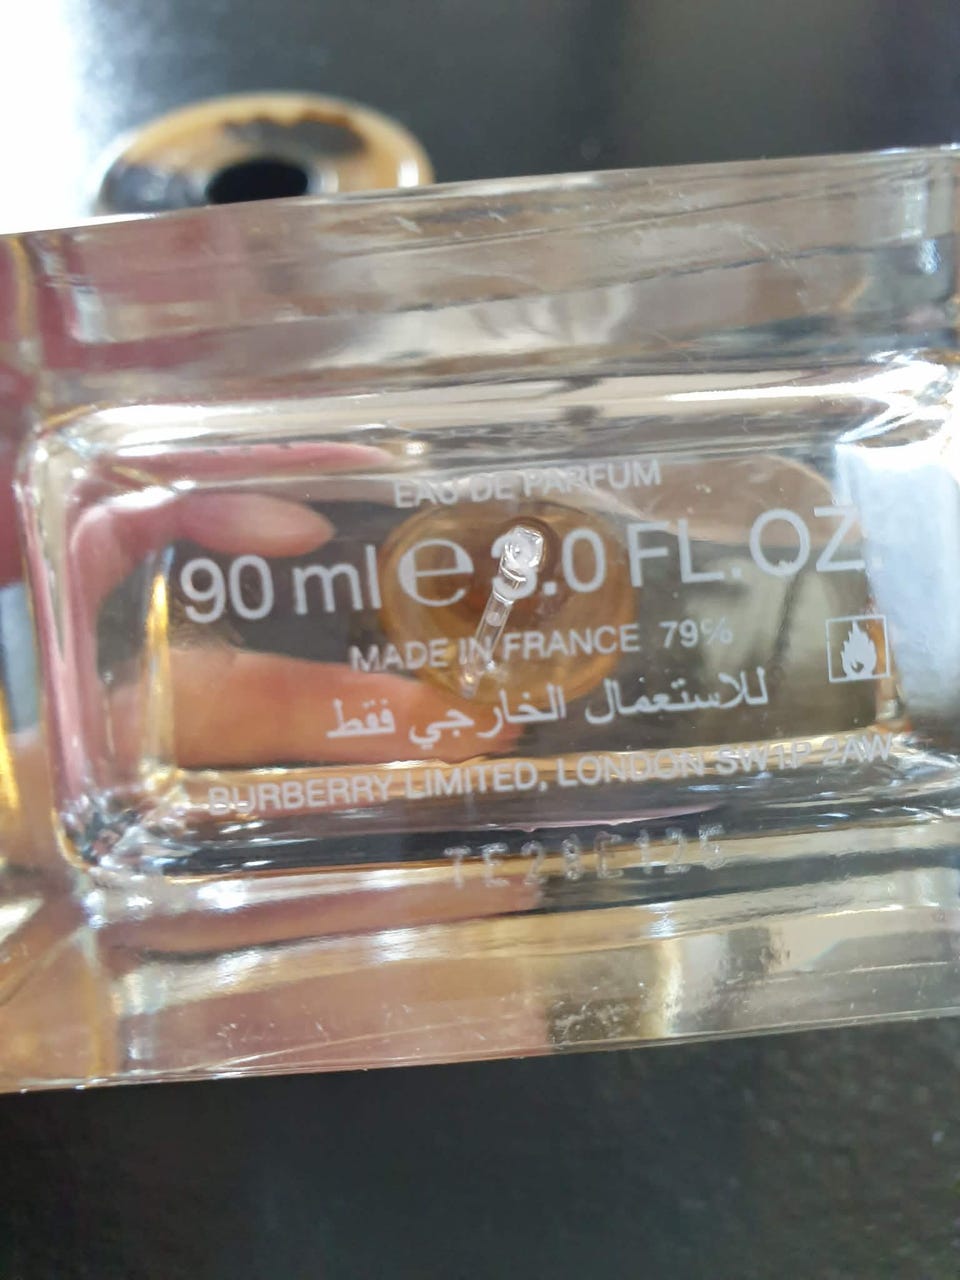 EAU DE PARFUM
90 ml e 3.0 FL.OZ.
MADE IN FRANCE 79%
للاستعمال الخارجي فقط
BURBERRY LIMITED, LONDON SW1P 2AW